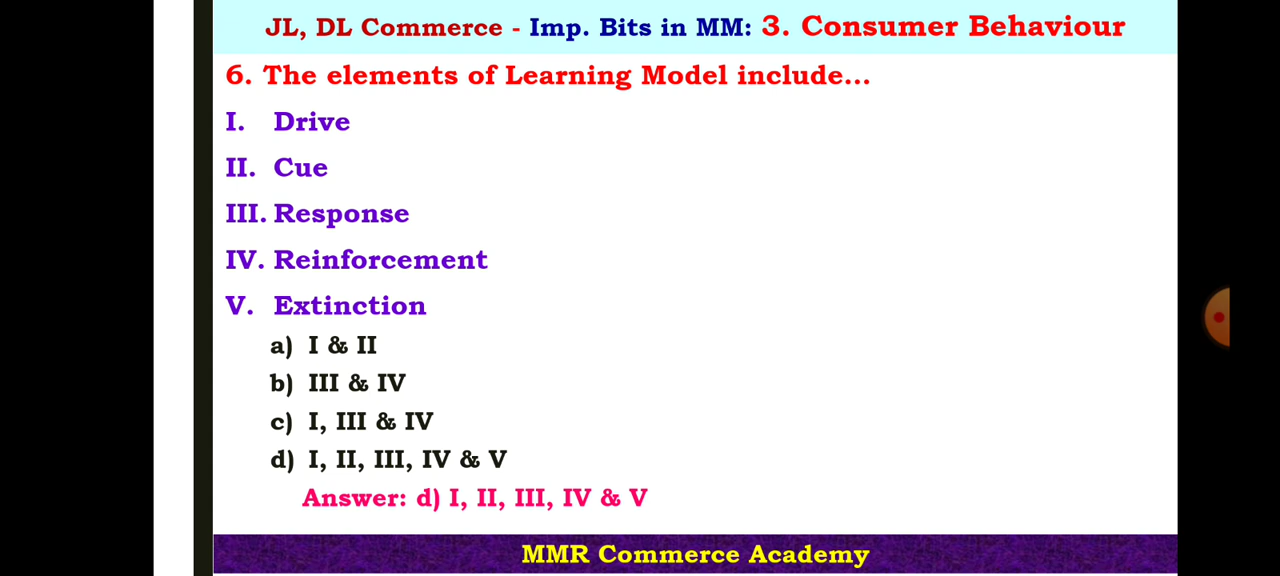 JL, DL Commerce - Imp. Bits in MM: 3. Consumer Behaviour
6. The elements of Learning Model include...
I. Drive
II. Cue
III. Response
IV. Reinforcement
V. Extinction
a) I & II
b) III & IV
c) I, III & IV
d) I, II, III, IV & V
Answer: d) I, II, III, IV & V
MMR Commerce Academy